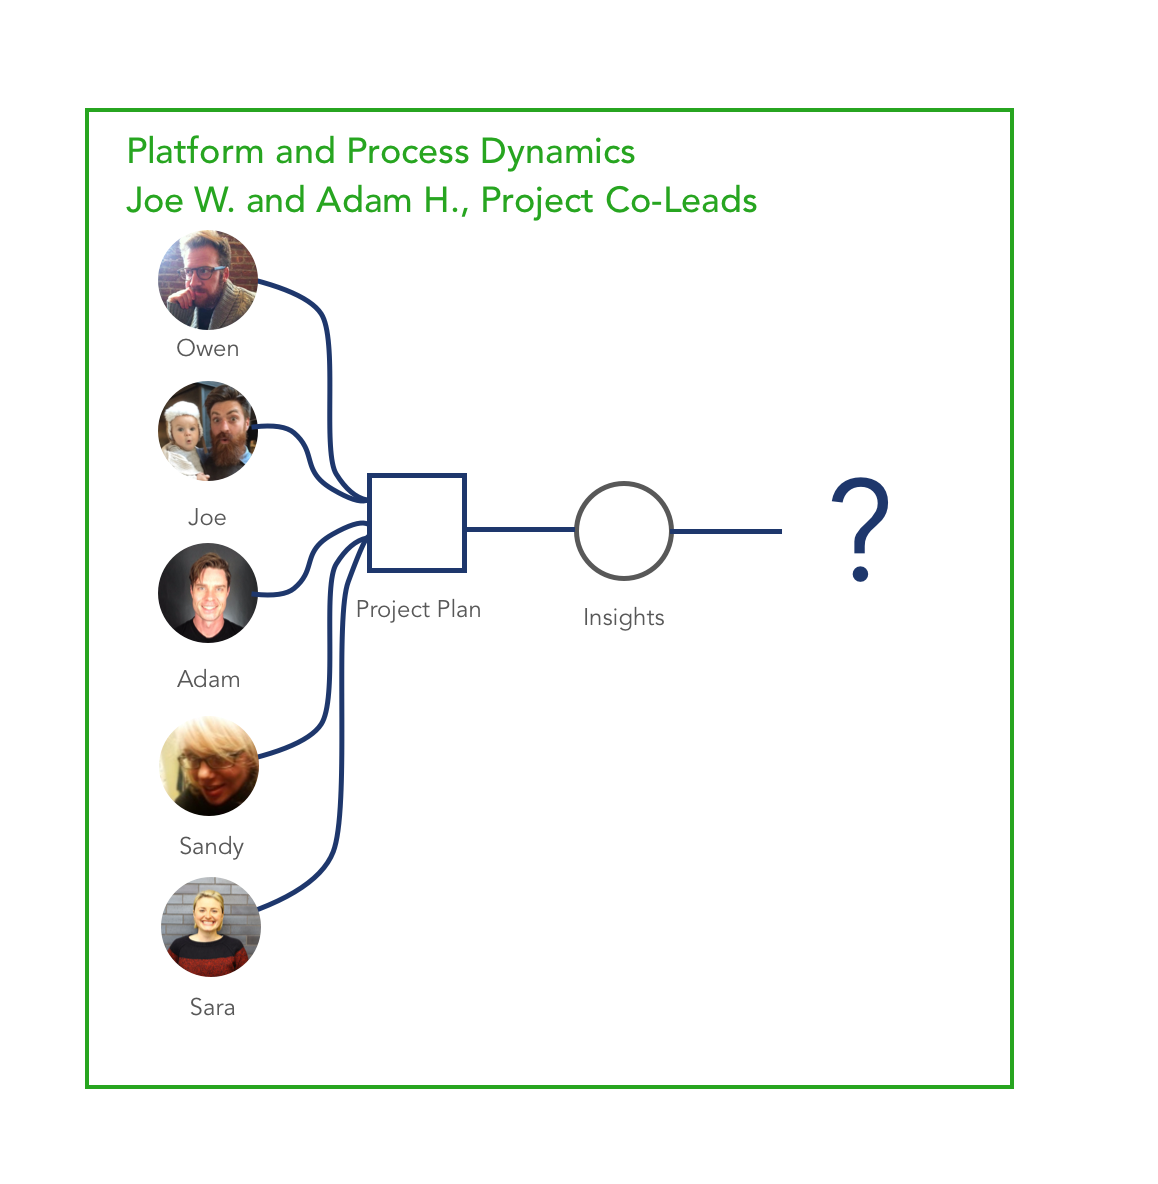 Platform and Process Dynamics
Joe W. and Adam H., Project Co-Leads
Owen
Joe
Adam
Sandy
Sara
Project Plan
Insights
?